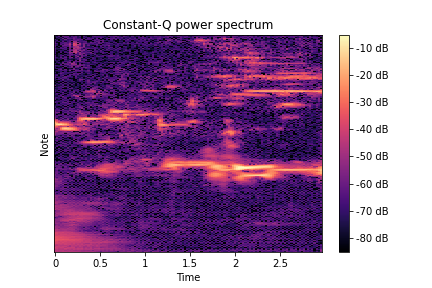 Constant-Q power spectrum
-10 dB
-20 dB
-30 dB
-40 dB
-50 dB
-60 dB
-70 dB
-80 dB
Note
0
0.5
1
1.5
2
2.5
Time